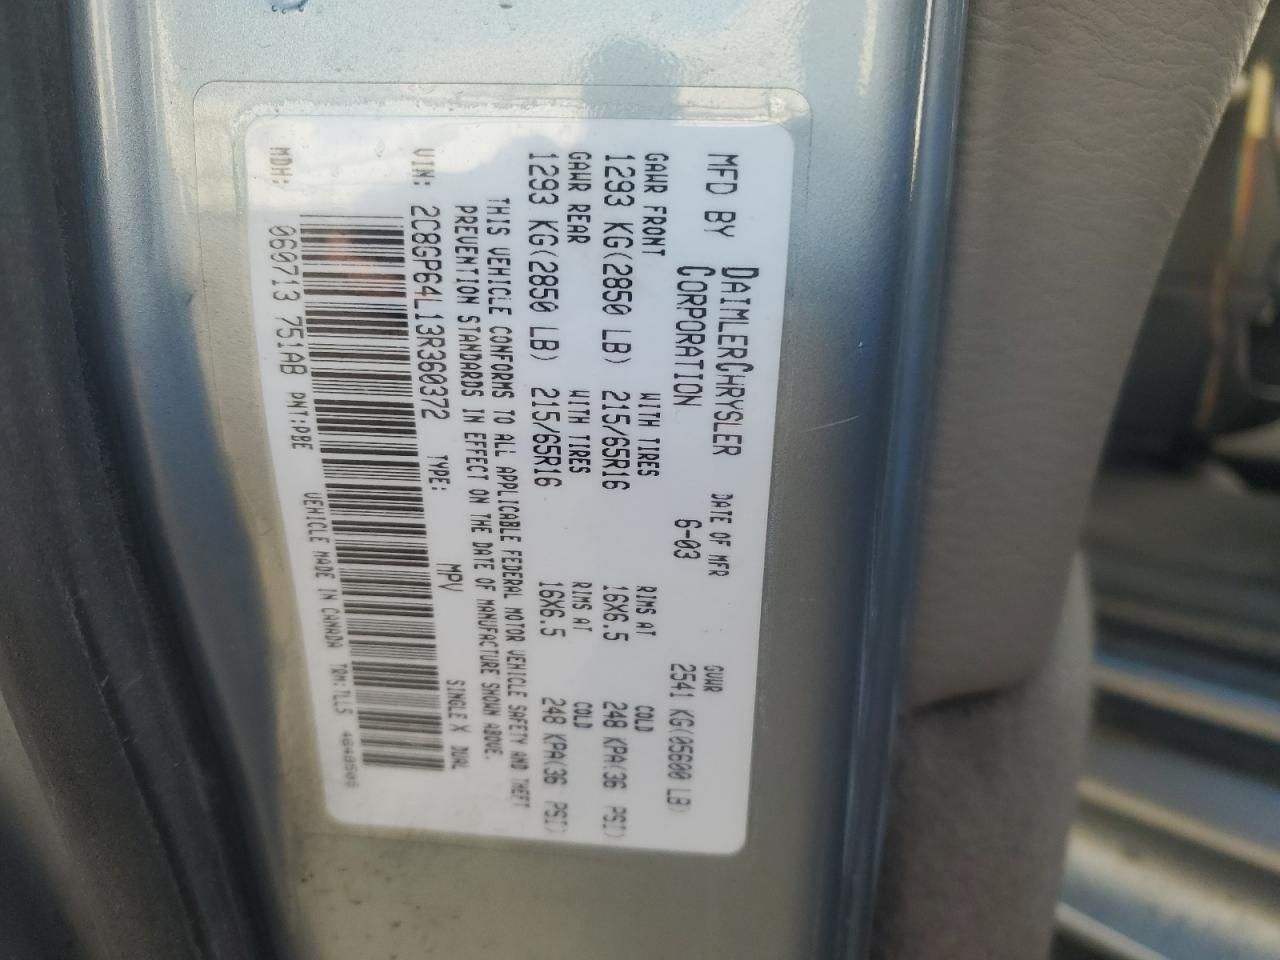 MFD BY DAIMLERCHRYSLER CORPORATION DATE OF MFR 6-03 GVWR 2541 KG(05600 LB)
GAWR FRONT WITH TIRES RIMS AT COLD
1293 KG(2850 LB) 215/65R16 16X6.5 248 KPA(36 PSI)
GAWR REAR WITH TIRES RIMS AT COLD
1293 KG(2850 LB) 215/65R16 16X6.5 248 KPA(36 PSI)
THIS VEHICLE CONFORMS TO ALL APPLICABLE FEDERAL MOTOR VEHICLE SAFETY AND THEFT
PREVENTION STANDARDS IN EFFECT ON THE DATE OF MANUFACTURE SHOWN ABOVE.
VIN: 2C8GP64L13R360372 TYPE: MPV SINGLE X DUAL
MDH: 060713 751AB PNT:PBE VEHICLE MADE IN CANADA TRM:TLL5